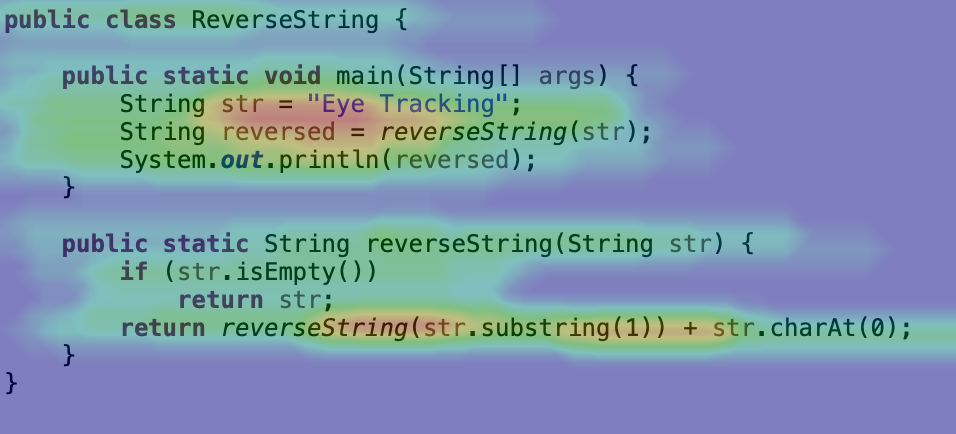 public class ReverseString {
public static void main(String[] args) {
String str = "Eye Tracking";
String reversed = reverseString(str);
System.out.println(reversed);
}
public static String reverseString(String str) {
if (str.isEmpty())
return str;
return reverseString(str.substring(1)) + str.charAt(0);
}
}